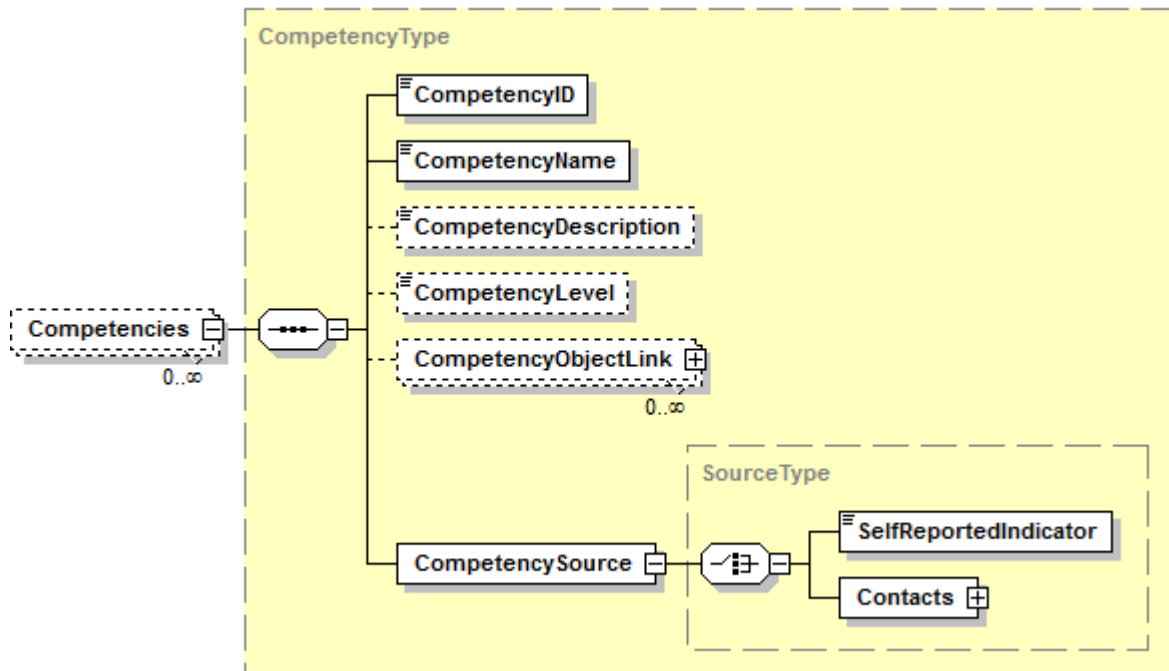 CompetencyType
CompetencyID
CompetencyName
CompetencyDescription
CompetencyLevel
Competencies
0..∞
CompetencyObjectLink
0..∞
SourceType
SelfReportedIndicator
CompetencySource
Contacts